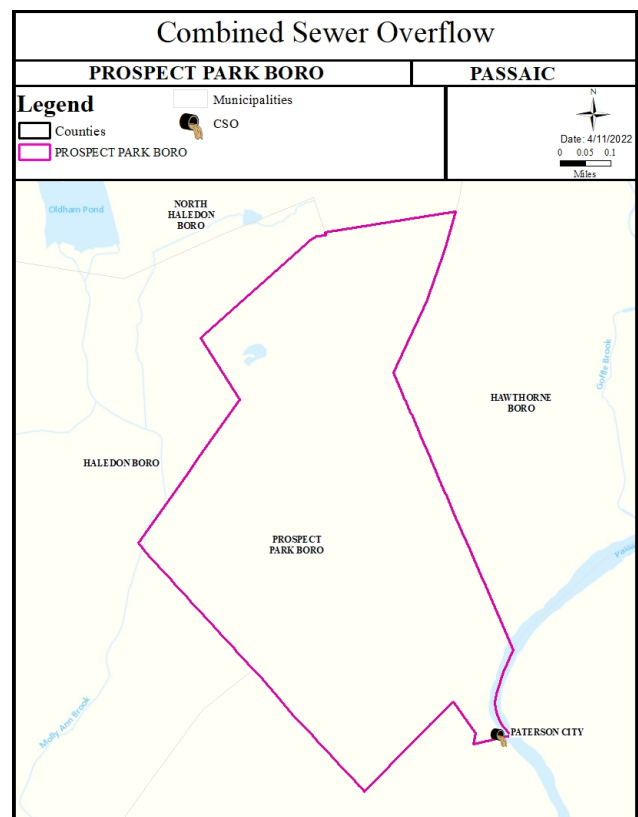 Combined Sewer Overflow
PROSPECT PARK BORO
PASSAIC
Legend
Counties
PROSPECT PARK BORO
Municipalities
CSO
N
Date: 4/11/2022
0 0.05 0.1
Miles
Oldham Pond
NORTH
HALEDON
BORO
Goffle Brook
HAWTHORNE
BORO
HALEDON BORO
PROSPECT
PARK BORO
Molly Ann Brook
PATERSON CITY